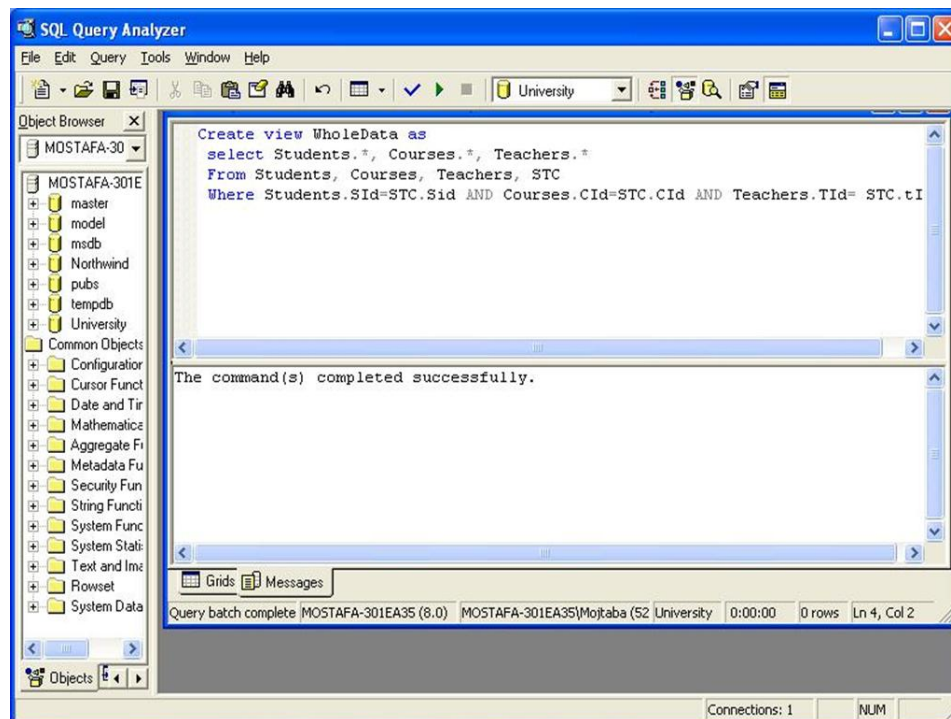 SQL Query Analyzer
File Edit Query Tools Window Help
University
Object Browser
MOSTAFA-30
MOSTAFA-301E
master
model
msdb
Northwind
pubs
tempdb
University
Common Objects
Configuration
Cursor Funct
Date and Tir
Mathematica
Aggregate Fu
Metadata Fu
Security Fun
String Functi
System Func
System Statis
Text and Ima
Rowset
System Data
Objects
Create view WholeData as
select Students.*, Courses.*, Teachers.*
From Students, Courses, Teachers, STC
Where Students.SId=STC.Sid AND Courses.CId=STC.CId AND Teachers.TId= STC.tI
The command(s) completed successfully.
Grids Messages
Query batch complete MOSTAFA-301EA35 (8.0) MOSTAFA-301EA35\Mojtaba (52 University 0:00:00 0 rows Ln 4, Col 2
Connections: 1 NUM